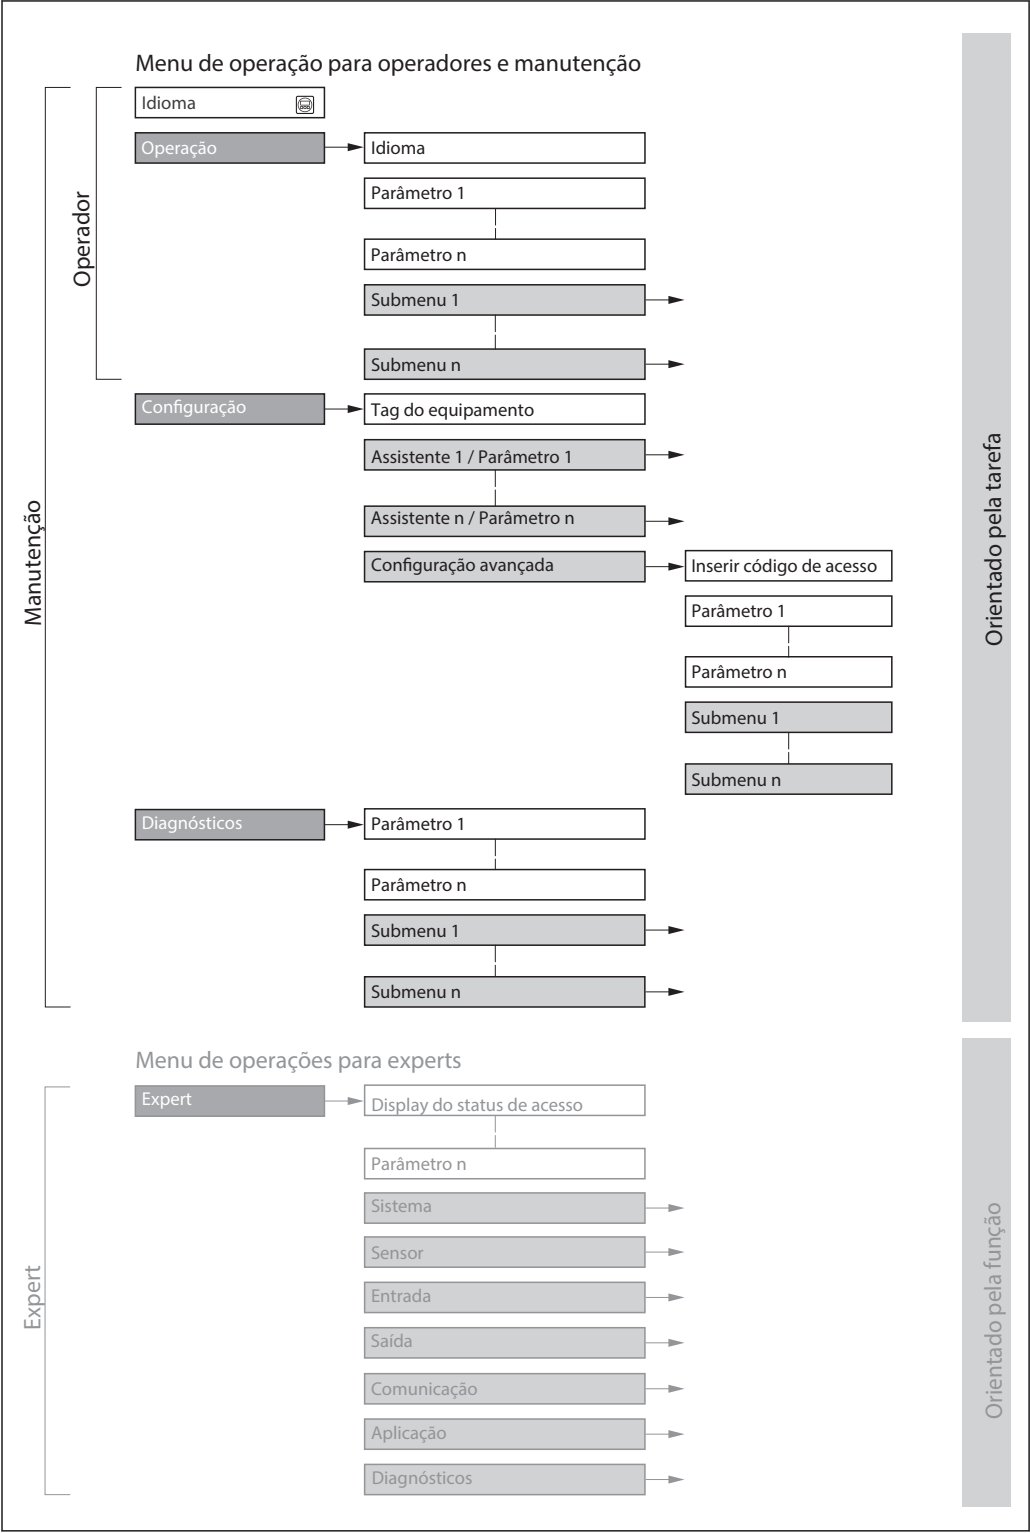 Menu de operação para operadores e manutenção
Manutenção
Operador
Idioma
Operação
Idioma
Parâmetro 1
Parâmetro n
Submenu 1
Submenu n
Configuração
Tag do equipamento
Assistente 1 / Parâmetro 1
Assistente n / Parâmetro n
Configuração avançada
Inserir código de acesso
Parâmetro 1
Parâmetro n
Submenu 1
Submenu n
Diagnósticos
Parâmetro 1
Parâmetro n
Submenu 1
Submenu n
Orientado pela tarefa
Menu de operações para experts
Expert
Expert
Display do status de acesso
Parâmetro n
Sistema
Sensor
Entrada
Saída
Comunicação
Aplicação
Diagnósticos
Orientado pela função